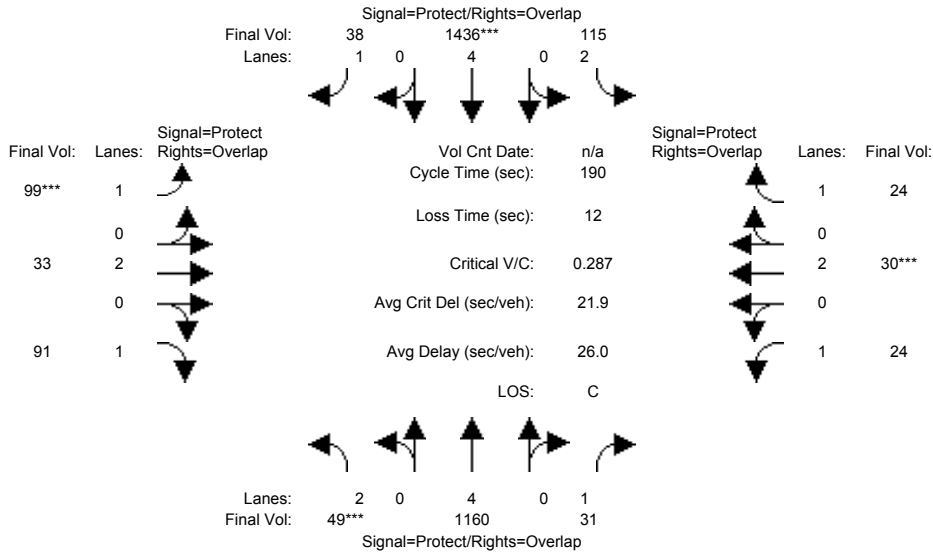 Signal=Protect/Rights=Overlap
Final Vol: 38 1436*** 115
Lanes: 1 0 4 0 2
Signal=Protect
Final Vol: Lanes: Rights=Overlap
Vol Cnt Date: n/a
Signal=Protect
Rights=Overlap Lanes: Final Vol:
Cycle Time (sec): 190
99*** 1
1 24
Loss Time (sec): 12
0
0
33 2
Critical V/C: 0.287
2 30***
0
Avg Crit Del (sec/veh): 21.9
0
91 1
Avg Delay (sec/veh): 26.0
1 24
LOS: C
Lanes: 2 0 4 0 1
Final Vol: 49*** 1160 31
Signal=Protect/Rights=Overlap